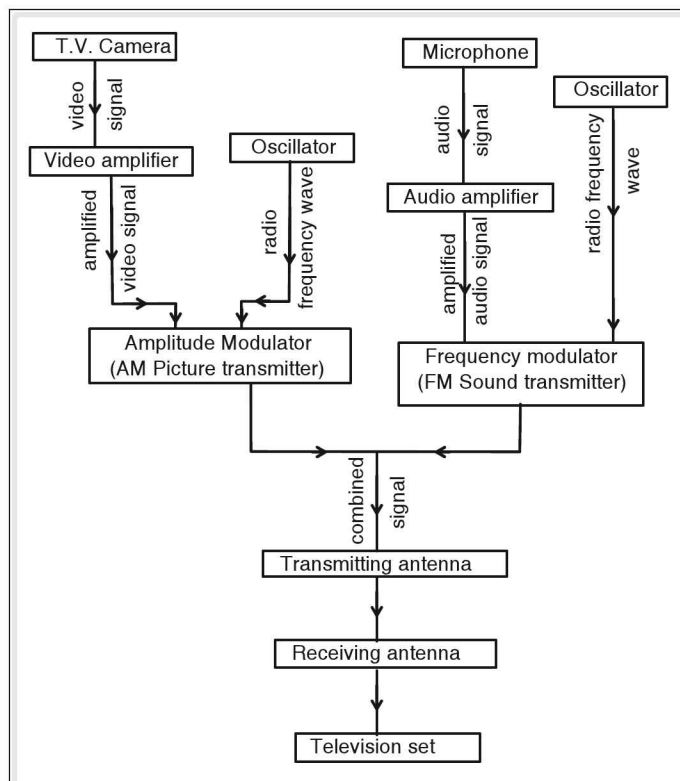 T.V. Camera
video
signal
Video amplifier
amplified
video signal
Oscillator
radio
frequency wave
Amplitude Modulator
(AM Picture transmitter)
Microphone
audio
signal
Audio amplifier
amplified
audio signal
Oscillator
radio frequency
wave
Frequency modulator
(FM Sound transmitter)
combined
signal
Transmitting antenna
Receiving antenna
Television set